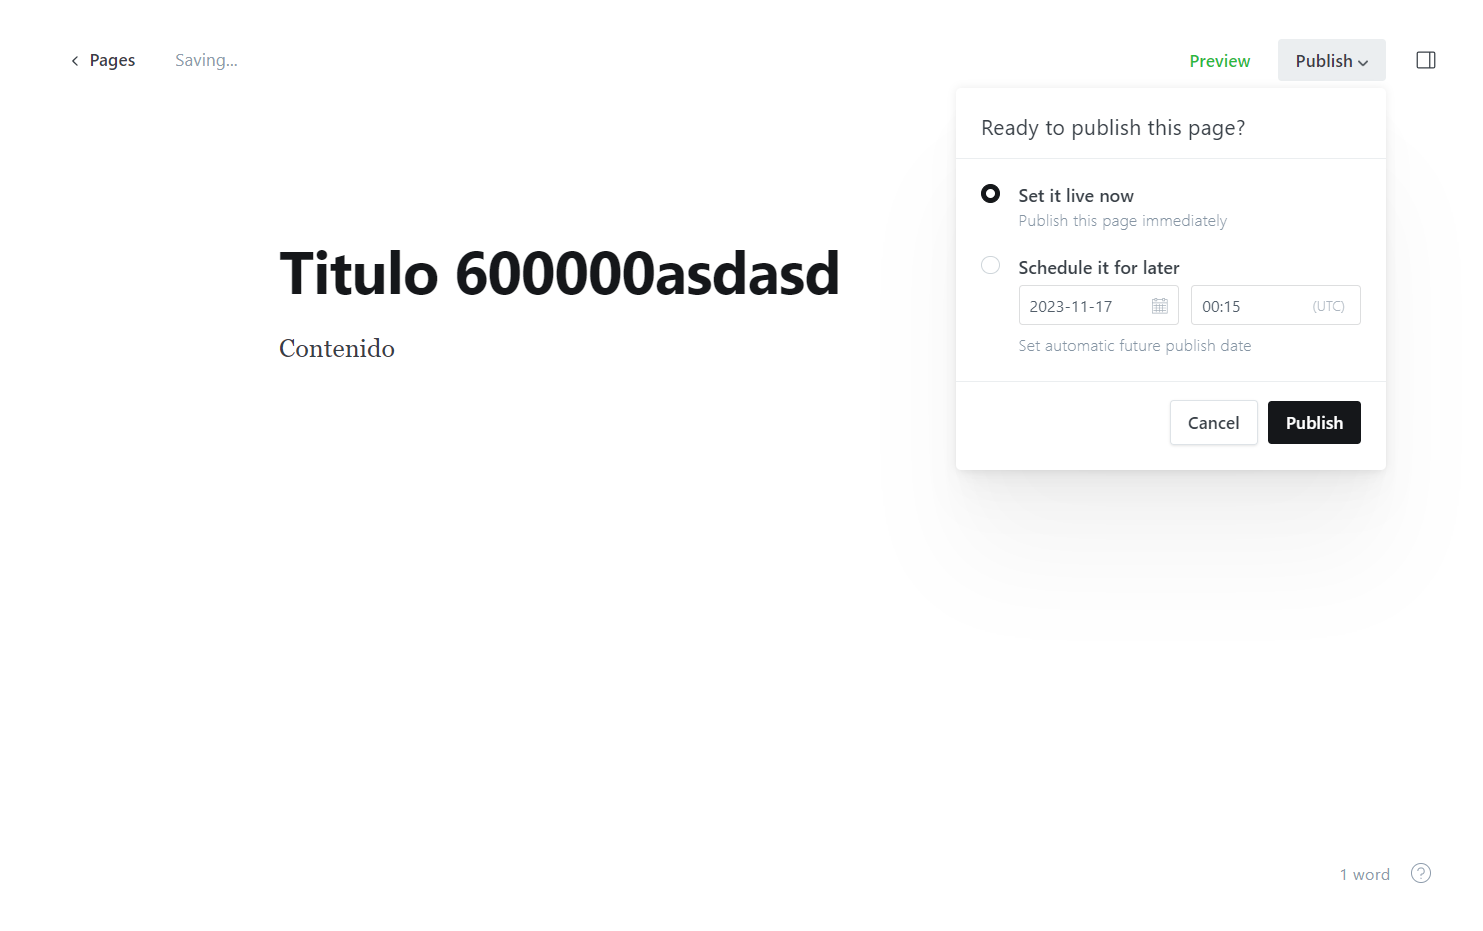 Pages
Saving...
Preview
Publish
Ready to publish this page?
Set it live now
Publish this page immediately
Schedule it for later
2023-11-17
00:15 (UTC)
Set automatic future publish date
Cancel
Publish
Titulo 600000asdasd
Contenido
1 word
?